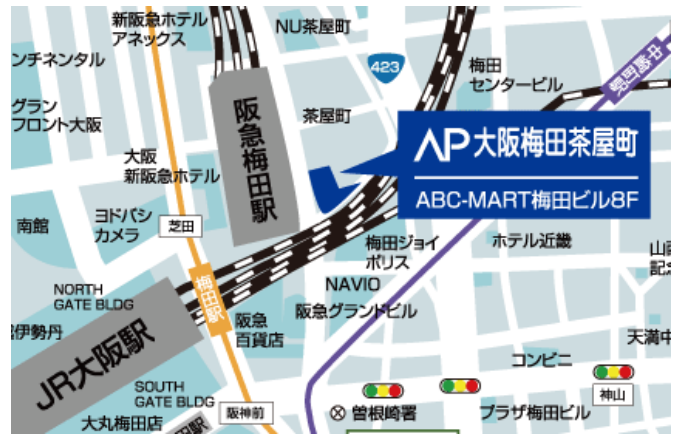 新阪急ホテル
アネックス
NU茶屋町
ンチネンタル
423
梅田
センタービル
中崎町駅
グラン
フロント大阪
阪急梅田駅
茶屋町
AP大阪梅田茶屋町
ABC-MART梅田ビル8F
大阪
新阪急ホテル
南館
ヨドバシ
カメラ
芝田
梅田ジョイ
ポリス
ホテル近畿
NORTH
GATE BLDG
梅田駅
NAVIO
阪急グランドビル
伊勢丹
JR大阪駅
阪急
百貨店
天満中
コンビニ
SOUTH
GATE BLDG
神山
大丸梅田店
阪神前
曽根崎署
プラザ梅田ビル